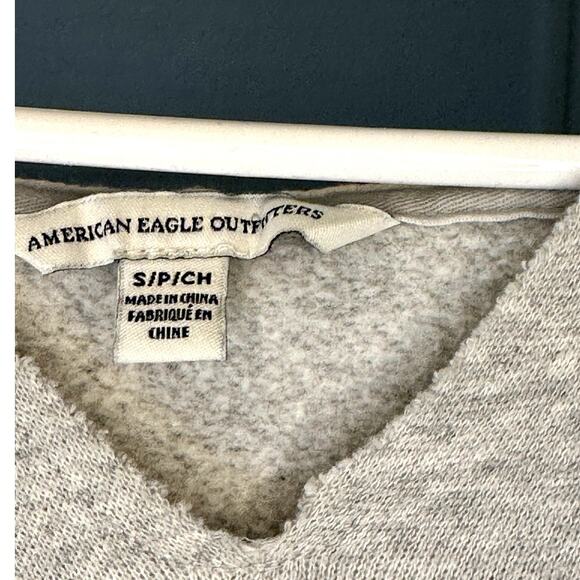 AMERICAN EAGLE OUTFITTERS
S/P/CH
MADE IN CHINA
FABRIQUÉ EN
CHINE